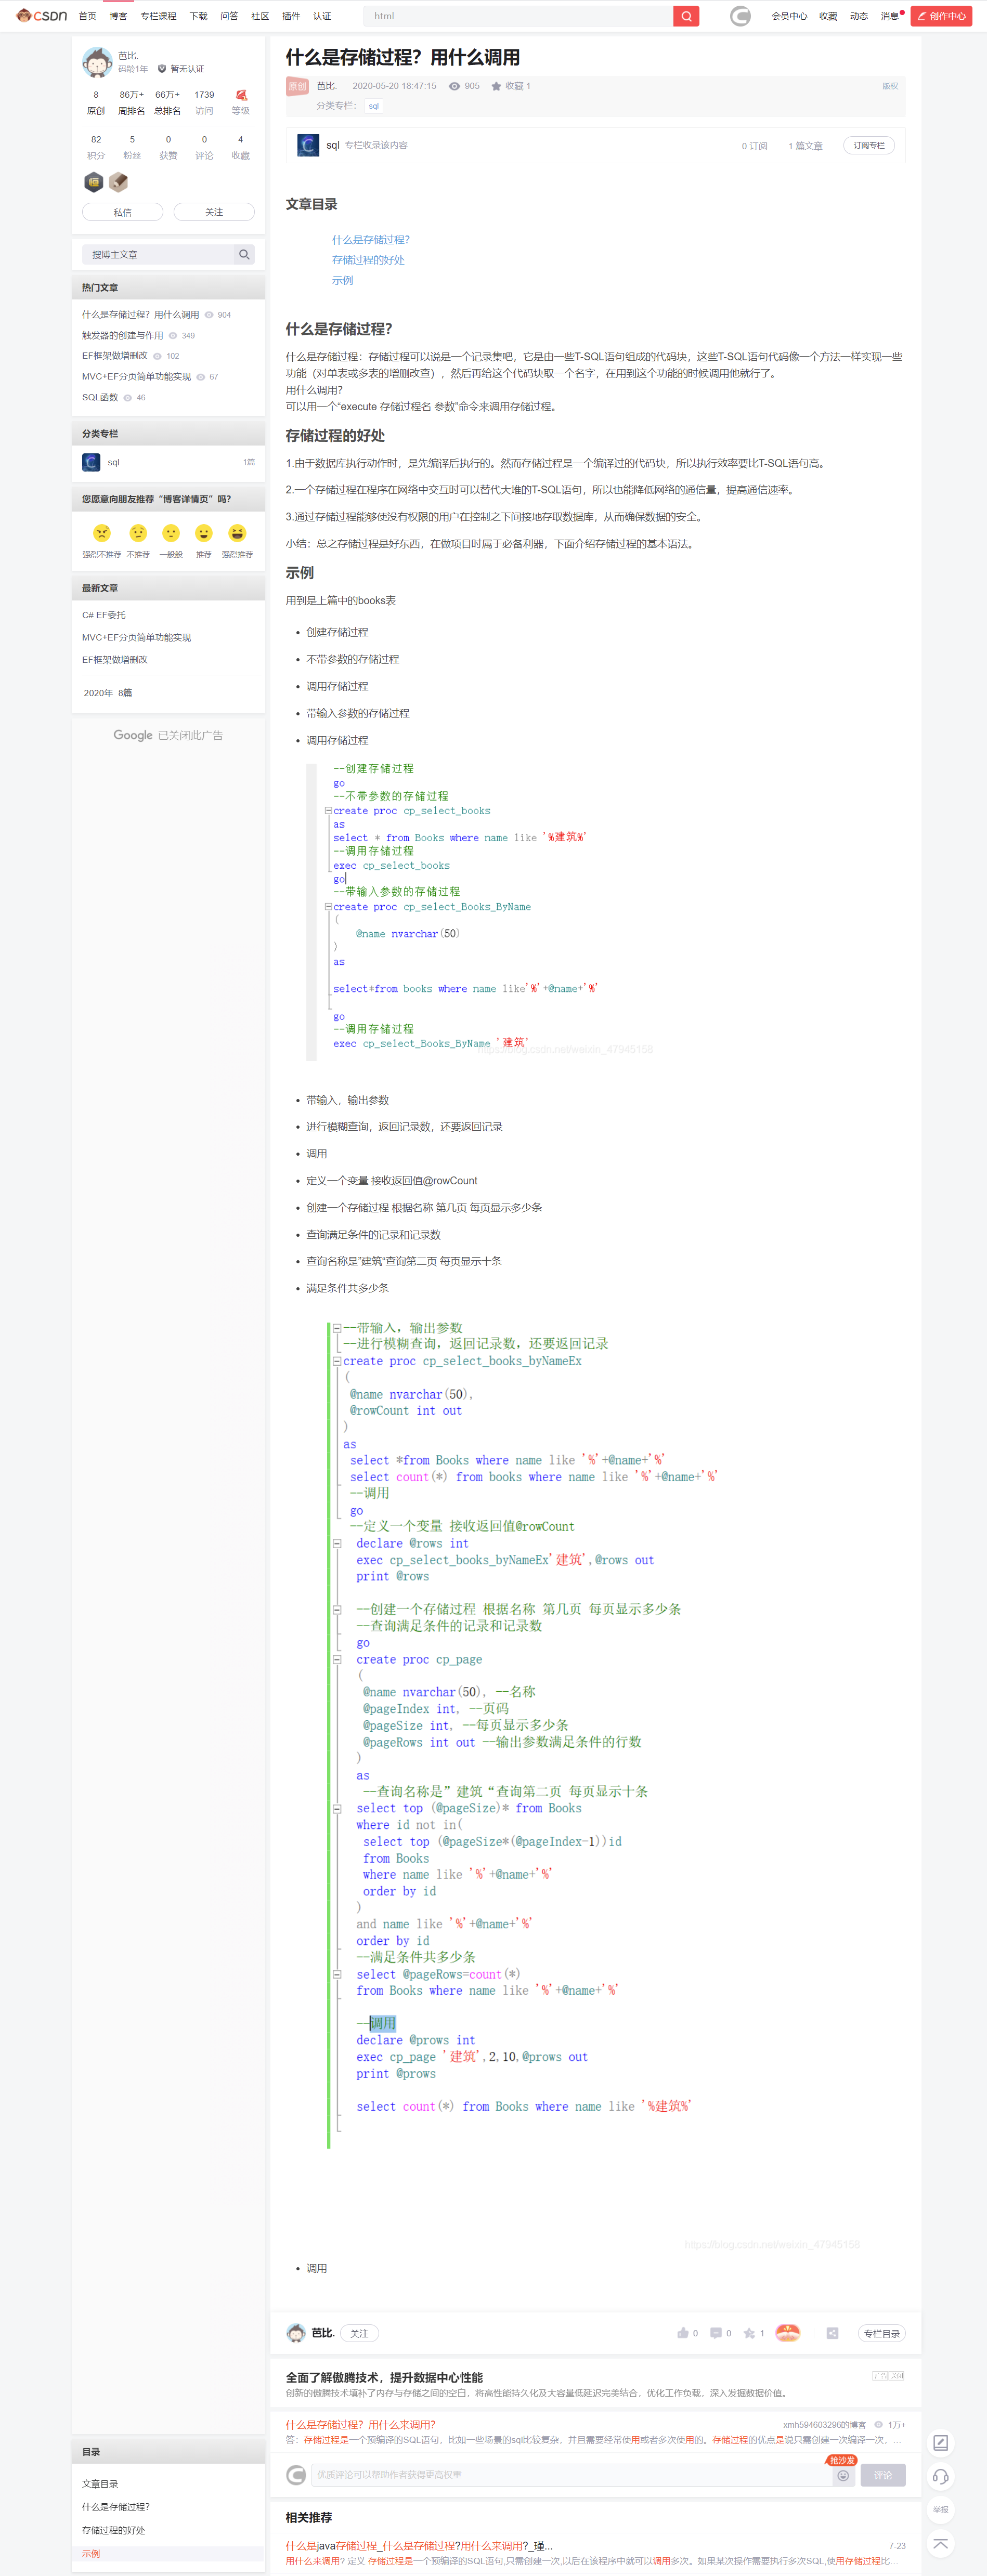 CSDN 首页 博客 专栏课程 下载 问答 社区 插件 认证 html 会员中心 收藏 动态 消息 创作中心
芭比.
码龄1年 暂无认证
8 86万+ 66万+ 1739
原创 周排名 总排名 访问 等级
82 5 0 0 4
积分 粉丝 获赞 评论 收藏
私信 关注
搜博主文章
热门文章
什么是存储过程？用什么调用 904
触发器的创建与作用 349
EF框架做增删改 102
MVC+EF分页简单功能实现 67
SQL函数 46
分类专栏
sql 1篇
您愿意向朋友推荐“博客详情页”吗？
强烈不推荐 不推荐 一般般 推荐 强烈推荐
最新文章
C# EF委托
MVC+EF分页简单功能实现
EF框架做增删改
2020年 8篇
Google 已关闭此广告
目录
文章目录
什么是存储过程？
存储过程的好处
示例
什么是存储过程？用什么调用
原创 芭比. 2020-05-20 18:47:15 905 收藏 1 版权
分类专栏： sql
sql 专栏收录该内容 0 订阅 1 篇文章 订阅专栏
文章目录
什么是存储过程？
存储过程的好处
示例
什么是存储过程？
什么是存储过程：存储过程可以说是一个记录集吧，它是由一些T-SQL语句组成的代码块，这些T-SQL语句代码像一个方法一样实现一些
功能（对单表或多表的增删改查），然后再给这个代码块取一个名字，在用到这个功能的时候调用他就行了。
用什么调用？
可以用一个“execute 存储过程名 参数”命令来调用存储过程。
存储过程的好处
1.由于数据库执行动作时，是先编译后执行的。然而存储过程是一个编译过的代码块，所以执行效率要比T-SQL语句高。
2.一个存储过程在程序在网络中交互时可以替代大堆的T-SQL语句，所以也能降低网络的通信量，提高通信速率。
3.通过存储过程能够使没有权限的用户在控制之下间接地存取数据库，从而确保数据的安全。
小结：总之存储过程是好东西，在做项目时属于必备利器，下面介绍存储过程的基本语法。
示例
用到是上篇中的books表
创建存储过程
不带参数的存储过程
调用存储过程
带输入参数的存储过程
调用存储过程
--创建存储过程
go
--不带参数的存储过程
create proc cp_select_books
as
select * from Books where name like '%建筑%'
--调用存储过程
exec cp_select_books
go
--带输入参数的存储过程
create proc cp_select_Books_ByName
(
@name nvarchar(50)
)
as
select*from books where name like'%'+@name+'%'
go
--调用存储过程
exec cp_select_Books_ByName '建筑'
https://blog.csdn.net/weixin_47945158
带输入，输出参数
进行模糊查询，返回记录数，还要返回记录
调用
定义一个变量 接收返回值@rowCount
创建一个存储过程 根据名称 第几页 每页显示多少条
查询满足条件的记录和记录数
查询名称是”建筑“查询第二页 每页显示十条
满足条件共多少条
--带输入，输出参数
--进行模糊查询，返回记录数，还要返回记录
create proc cp_select_books_byNameEx
(
@name nvarchar(50),
@rowCount int out
)
as
select *from Books where name like '%'+@name+'%'
select count(*) from books where name like '%'+@name+'%'
--调用
go
--定义一个变量 接收返回值@rowCount
declare @rows int
exec cp_select_books_byNameEx'建筑',@rows out
print @rows
--创建一个存储过程 根据名称 第几页 每页显示多少条
--查询满足条件的记录和记录数
go
create proc cp_page
(
@name nvarchar(50), --名称
@pageIndex int, --页码
@pageSize int, --每页显示多少条
@pageRows int out --输出参数满足条件的行数
)
as
--查询名称是”建筑“查询第二页 每页显示十条
select top (@pageSize)* from Books
where id not in(
select top (@pageSize*(@pageIndex-1))id
from Books
where name like '%'+@name+'%'
order by id
)
and name like '%'+@name+'%'
order by id
--满足条件共多少条
select @pageRows=count(*)
from Books where name like '%'+@name+'%'
--调用
declare @prows int
exec cp_page '建筑',2,10,@prows out
print @prows
select count(*) from Books where name like '%建筑%'
https://blog.csdn.net/weixin_47945158
调用
芭比. 关注 0 0 1 专栏目录
全面了解傲腾技术，提升数据中心性能
创新的傲腾技术填补了内存与存储之间的空白，将高性能持久化及大容量低延迟完美结合，优化工作负载，深入发掘数据价值。
什么是存储过程？用什么来调用？ xmh594603296的博客 1万+
答：存储过程是一个预编译的SQL语句，比如一些场景的sql比较复杂，并且需要经常使用或者多次使用的。存储过程的优点是说只需创建一次编译一次，...
抢沙发
优质评论可以帮助作者获得更高权重 评论
举报
相关推荐
什么是java存储过程_什么是存储过程?用什么来调用?_瑾... 7-23
用什么来调用? 定义 存储过程是一个预编译的SQL语句,只需创建一次,以后在该程序中就可以调用多次。如果某次操作需要执行多次SQL,使用存储过程比...